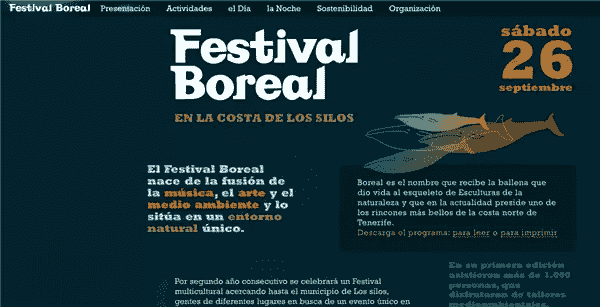 Festival Boreal Presentación Actividades el Día la Noche Sostenibilidad Organización
Festival
Boreal
EN LA COSTA DE LOS SILOS
sábado
26
septiembre
El Festival Boreal
nace de la fusión de
la música, el arte y el
medio ambiente y lo
sitúa en un entorno
natural único.
Boreal es el nombre que recibe la ballena que
dio vida al esqueleto de Esculturas de la
naturaleza y que en la actualidad preside uno de
los rincones más bellos de la costa norte de
Tenerife.
Descarga el programa: para leer o para imprimir
En su primera edición
asistieron más de 1.000
personas, que
disfrutaron de talleres
medioambientales,
Por segundo año consecutivo se celebrará un Festival
multicultural acercando hasta el municipio de Los silos,
gentes de diferentes lugares en busca de un evento único en